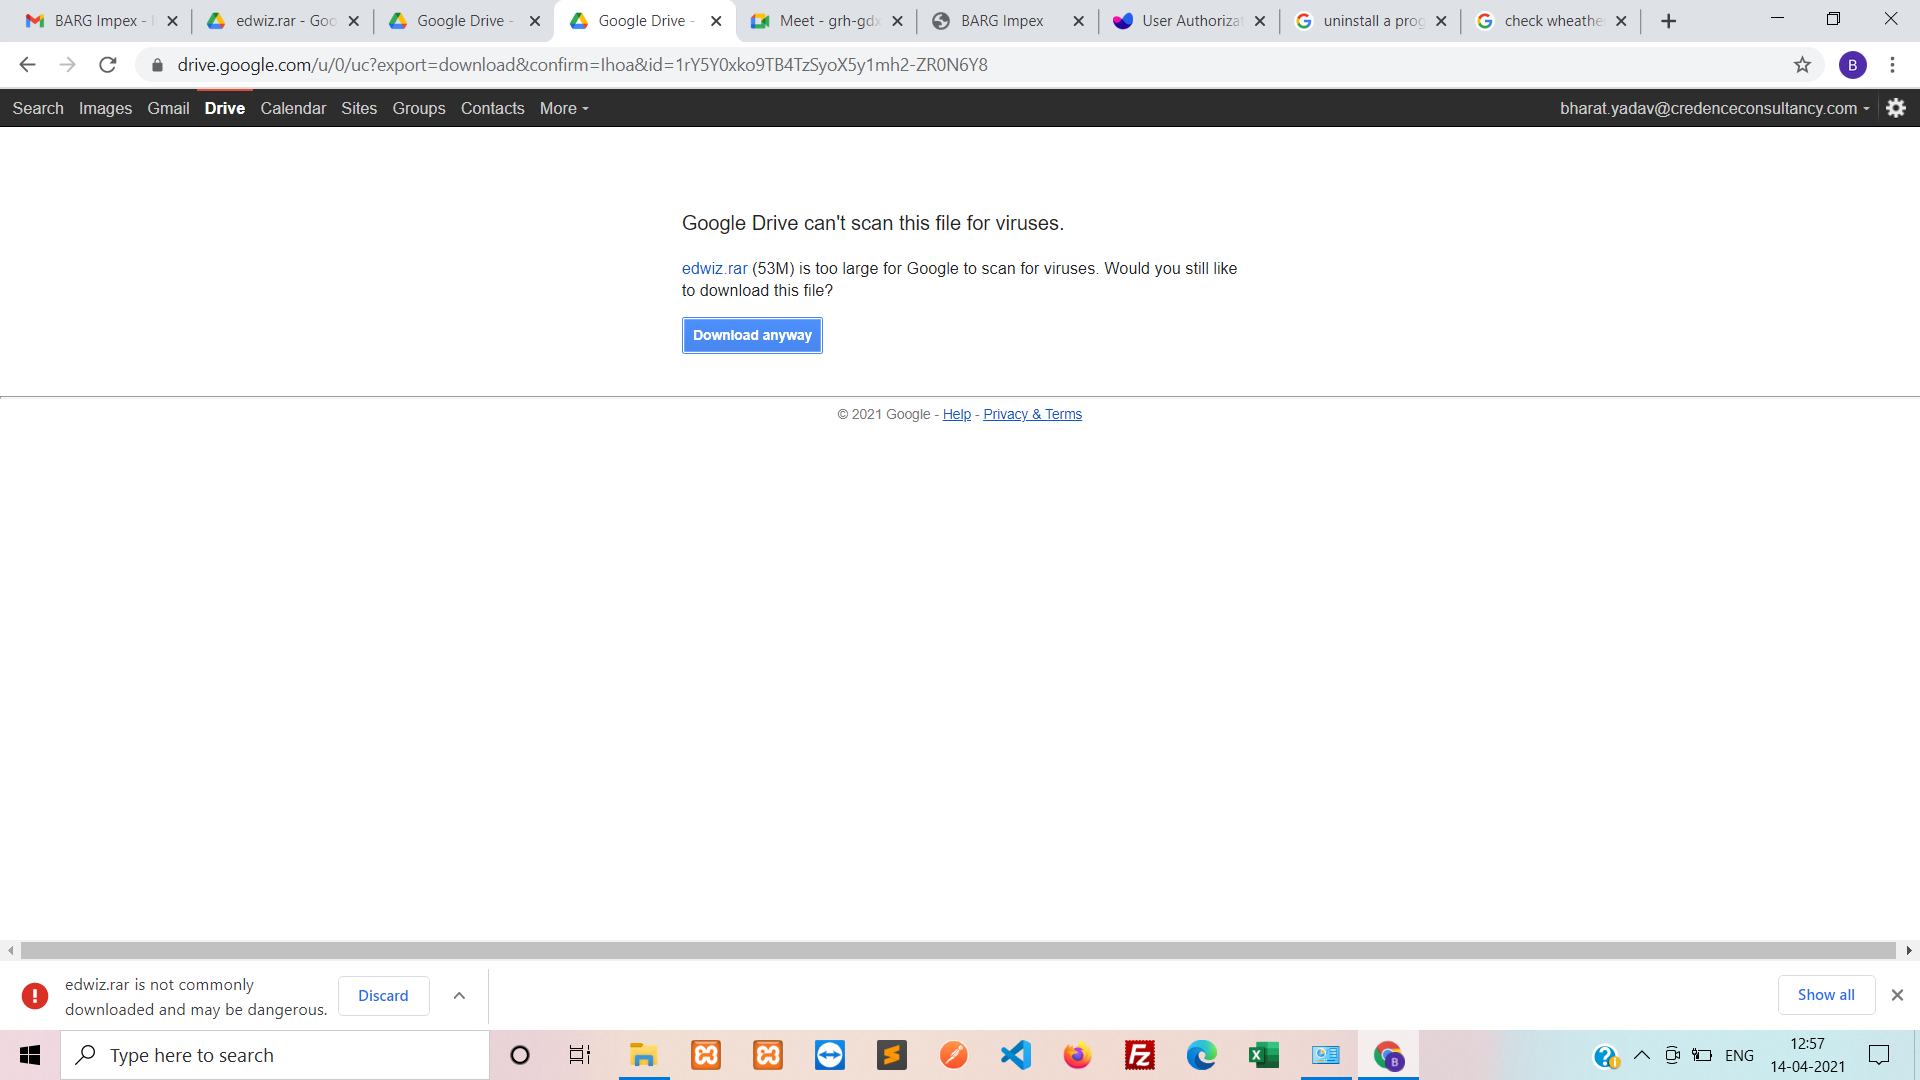 BARG Impex -
edwiz.rar - Goo
Google Drive -
Google Drive -
Meet - grh-gdx
BARG Impex
User Authorizat
uninstall a prog
check wheathe
drive.google.com/u/0/uc?export=download&confirm=Ihoa&id=1rY5Y0xko9TB4TzSyoX5y1mh2-ZR0N6Y8
B
Search Images Gmail Drive Calendar Sites Groups Contacts More
bharat.yadav@credenceconsultancy.com
Google Drive can't scan this file for viruses.
edwiz.rar (53M) is too large for Google to scan for viruses. Would you still like
to download this file?
Download anyway
© 2021 Google - Help - Privacy & Terms
edwiz.rar is not commonly
downloaded and may be dangerous.
Discard
Show all
Type here to search
ENG
12:57
14-04-2021